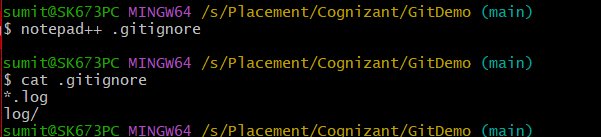 sumit@SK673PC MINGW64 /s/Placement/Cognizant/GitDemo (main)
$ notepad++ .gitignore
sumit@SK673PC MINGW64 /s/Placement/Cognizant/GitDemo (main)
$ cat .gitignore
*.log
log/
sumit@SK673PC MINGW64 /s/Placement/Cognizant/GitDemo (main)